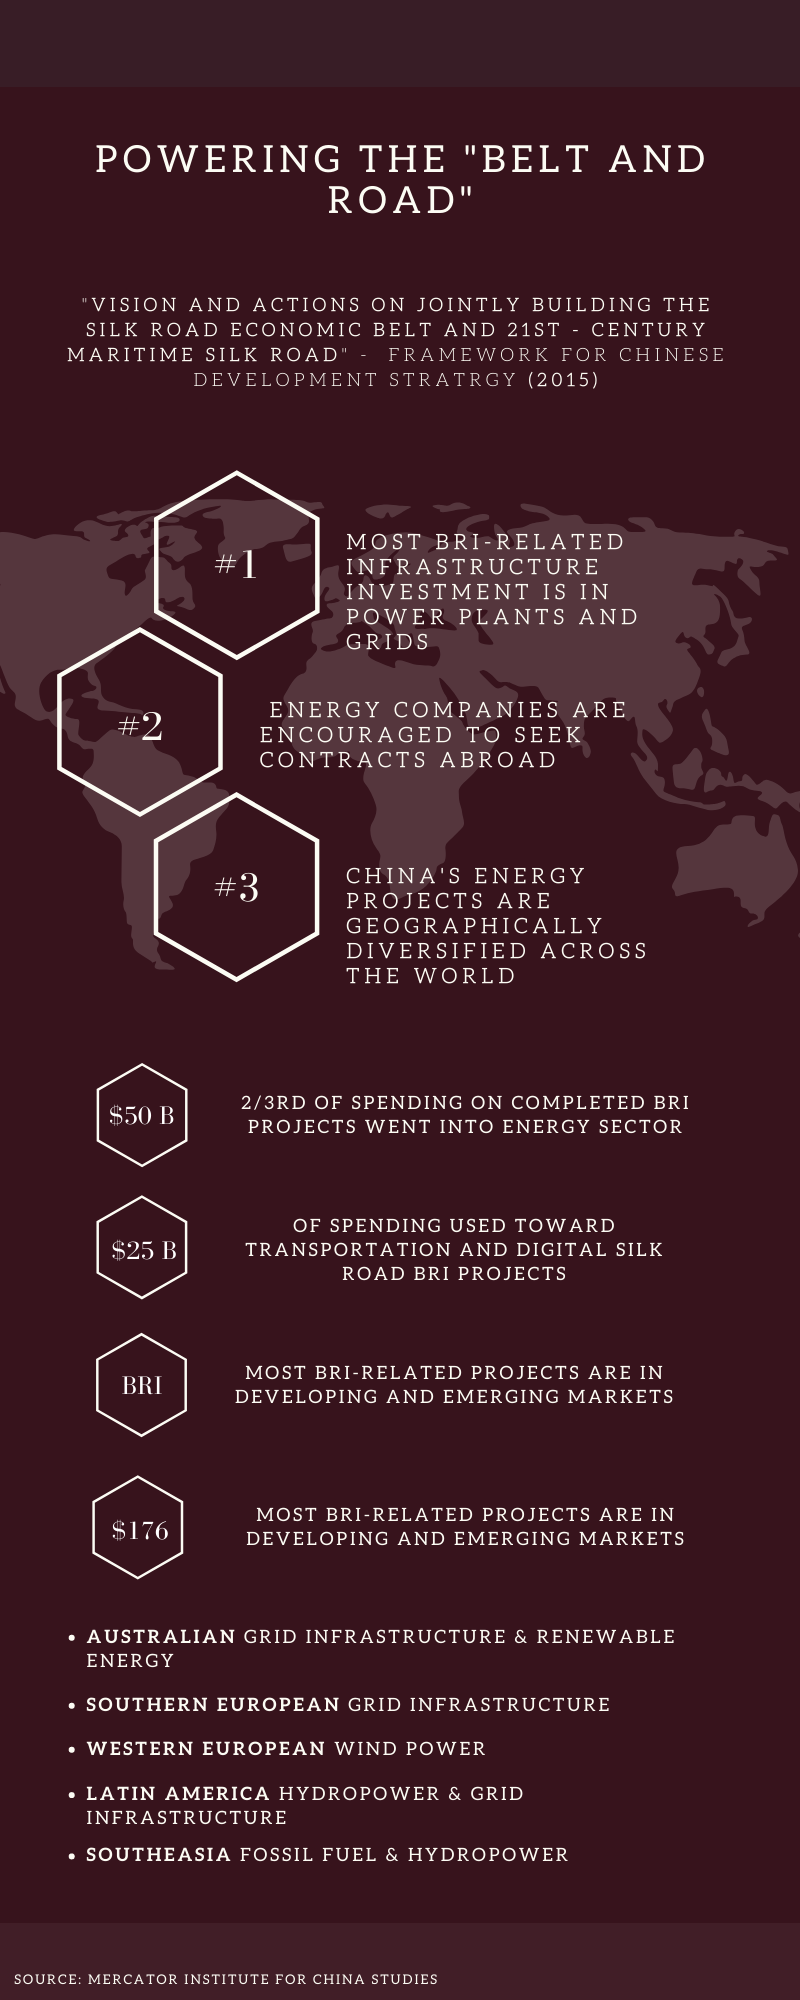 POWERING THE "BELT AND
ROAD"
"VISION AND ACTIONS ON JOINTLY BUILDING THE
SILK ROAD ECONOMIC BELT AND 21ST - CENTURY
MARITIME SILK ROAD" - FRAMEWORK FOR CHINESE
DEVELOPMENT STRATRGY (2015)
#1
MOST BRI-RELATED
INFRASTRUCTURE
INVESTMENT IS IN
POWER PLANTS AND
GRIDS
#2
ENERGY COMPANIES ARE
ENCOURAGED TO SEEK
CONTRACTS ABROAD
#3
CHINA'S ENERGY
PROJECTS ARE
GEOGRAPHICALLY
DIVERSIFIED ACROSS
THE WORLD
$50 B
2/3RD OF SPENDING ON COMPLETED BRI
PROJECTS WENT INTO ENERGY SECTOR
$25 B
OF SPENDING USED TOWARD
TRANSPORTATION AND DIGITAL SILK
ROAD BRI PROJECTS
BRI
MOST BRI-RELATED PROJECTS ARE IN
DEVELOPING AND EMERGING MARKETS
$176
MOST BRI-RELATED PROJECTS ARE IN
DEVELOPING AND EMERGING MARKETS
• AUSTRALIAN GRID INFRASTRUCTURE & RENEWABLE
ENERGY
• SOUTHERN EUROPEAN GRID INFRASTRUCTURE
• WESTERN EUROPEAN WIND POWER
• LATIN AMERICA HYDROPOWER & GRID
INFRASTRUCTURE
• SOUTHEASIA FOSSIL FUEL & HYDROPOWER
SOURCE: MERCATOR INSTITUTE FOR CHINA STUDIES